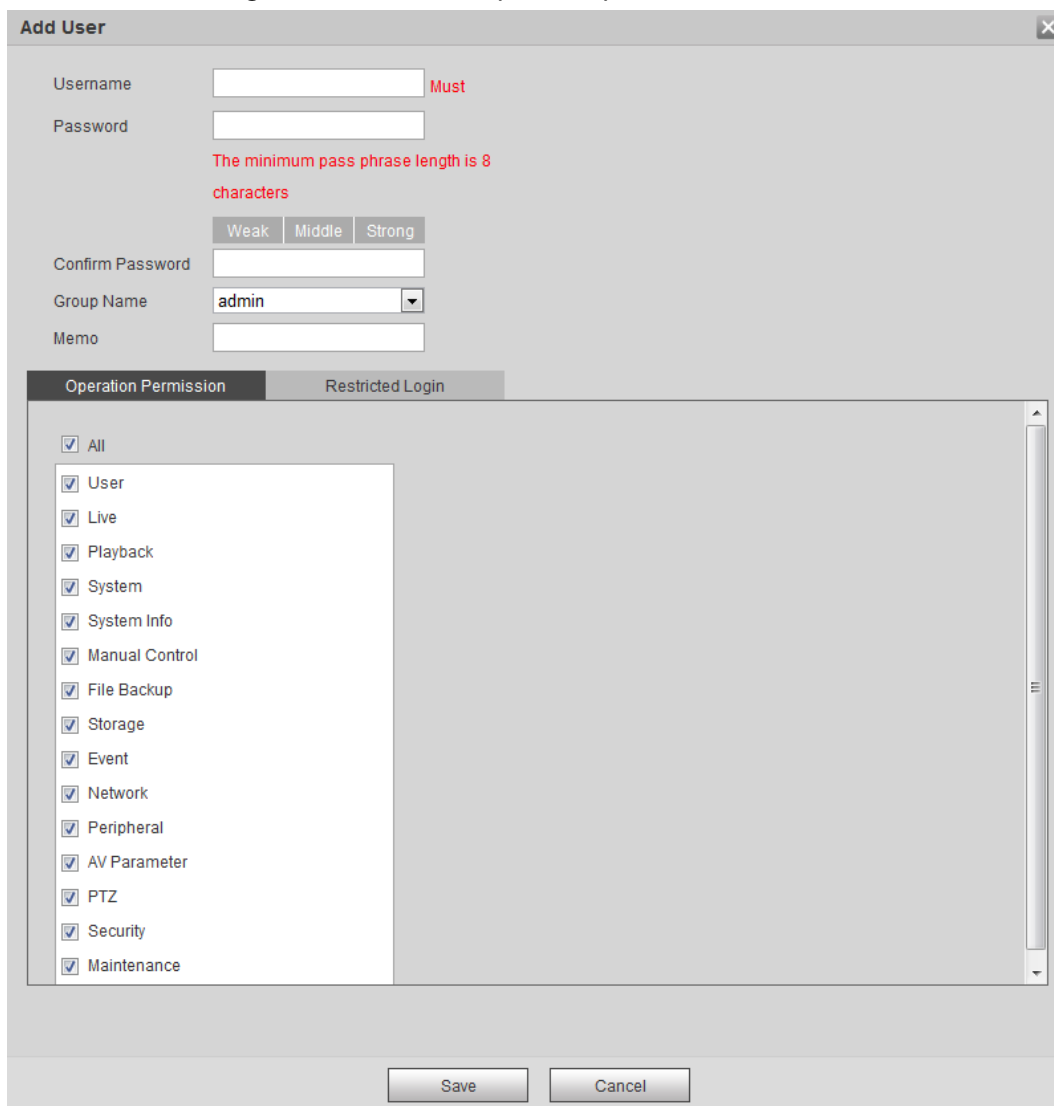 Add User
Username
Must
Password
The minimum pass phrase length is 8
characters
Weak Middle Strong
Confirm Password
Group Name admin
Memo
Operation Permission Restricted Login
All
User
Live
Playback
System
System Info
Manual Control
File Backup
Storage
Event
Network
Peripheral
AV Parameter
PTZ
Security
Maintenance
Save Cancel